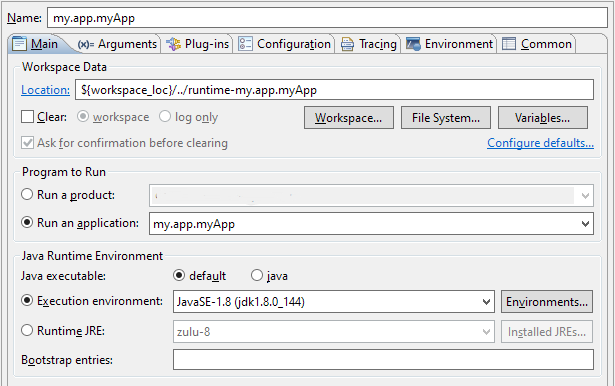 Name: my.app.myApp
Main (x)= Arguments Plug-ins Configuration Tracing Environment Common
Workspace Data
Location: ${workspace_loc}/../runtime-my.app.myApp
Clear: workspace log only Workspace... File System... Variables...
Ask for confirmation before clearing Configure defaults...
Program to Run
Run a product:
Run an application: my.app.myApp
Java Runtime Environment
Java executable: default java
Execution environment: JavaSE-1.8 (jdk1.8.0_144) Environments...
Runtime JRE: zulu-8 Installed JREs...
Bootstrap entries: